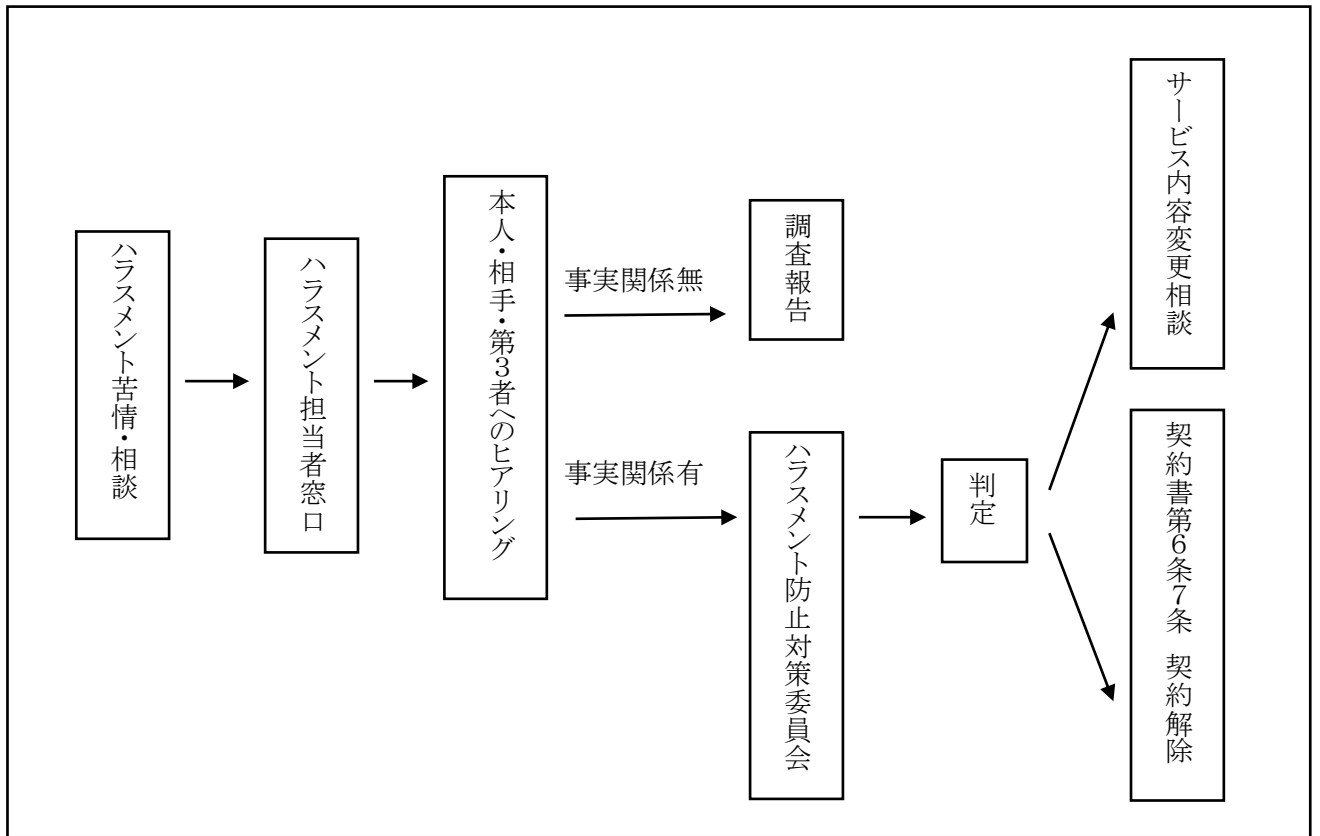 ハラスメント苦情・相談
ハラスメント担当者窓口
本人・相手・第3者へのヒアリング
事実関係無
調査報告
事実関係有
ハラスメント防止対策委員会
判定
サービス内容変更相談
契約書第6条7条 契約解除